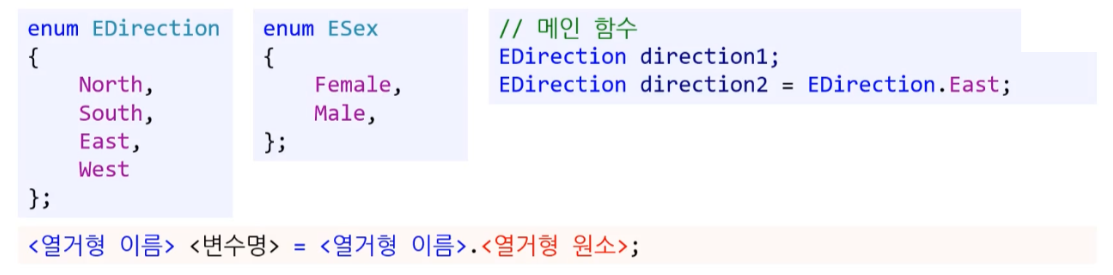 enum EDirection
{
    North,
    South,
    East,
    West
};
enum ESex
{
    Female,
    Male,
};
// 메인 함수
EDirection direction1;
EDirection direction2 = EDirection.East;
<열거형 이름> <변수명> = <열거형 이름>.<열거형 원소>;